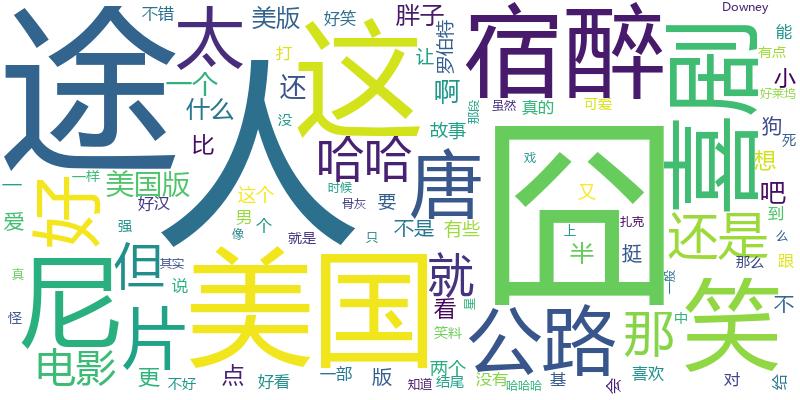 途
人
这
囧
美国
宿醉
喜剧
笑
尼
好
片
但
太
唐
公路
就
哈哈
还是
那
电影
美国版
美版
不错
好笑
胖子
罗伯特
Downey
能
有点
小
好莱坞
打
让
一个
什么
还
啊
虽然
真的
可爱
狗
死
没
故事
那段
比
想
戏
一样
一
爱
好汉
时候
骨灰
这个
男
个
要
不是
有些
又
吧
到
么
扎克
上
半
挺
强
像
就是
只
跟
那么
其实
真
说
怪
看
星
笑料
一般
中
不
更
不好
点
好看
一部
版
两个
知道
结尾
没有
哈哈哈
基
会
喜欢
对
给